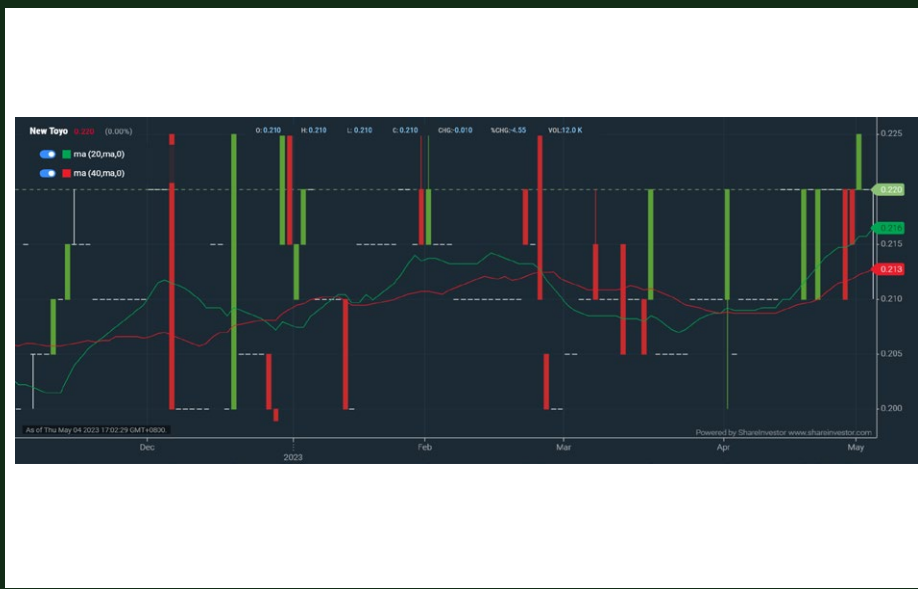 New Toyo 0.220 (0.00%) O: 0.210 H: 0.210 L: 0.210 C: 0.210 CHG:-0.010 %CHG:-4.55 VOL:12.0 K
ma (20,ma,0)
ma (40,ma,0)
0.225
0.220
0.216
0.215
0.213
0.210
0.205
0.200
As of Thu May 04 2023 17:02:29 GMT+0800
Powered by ShareInvestor www.shareinvestor.com
Dec Feb Mar Apr May
2023